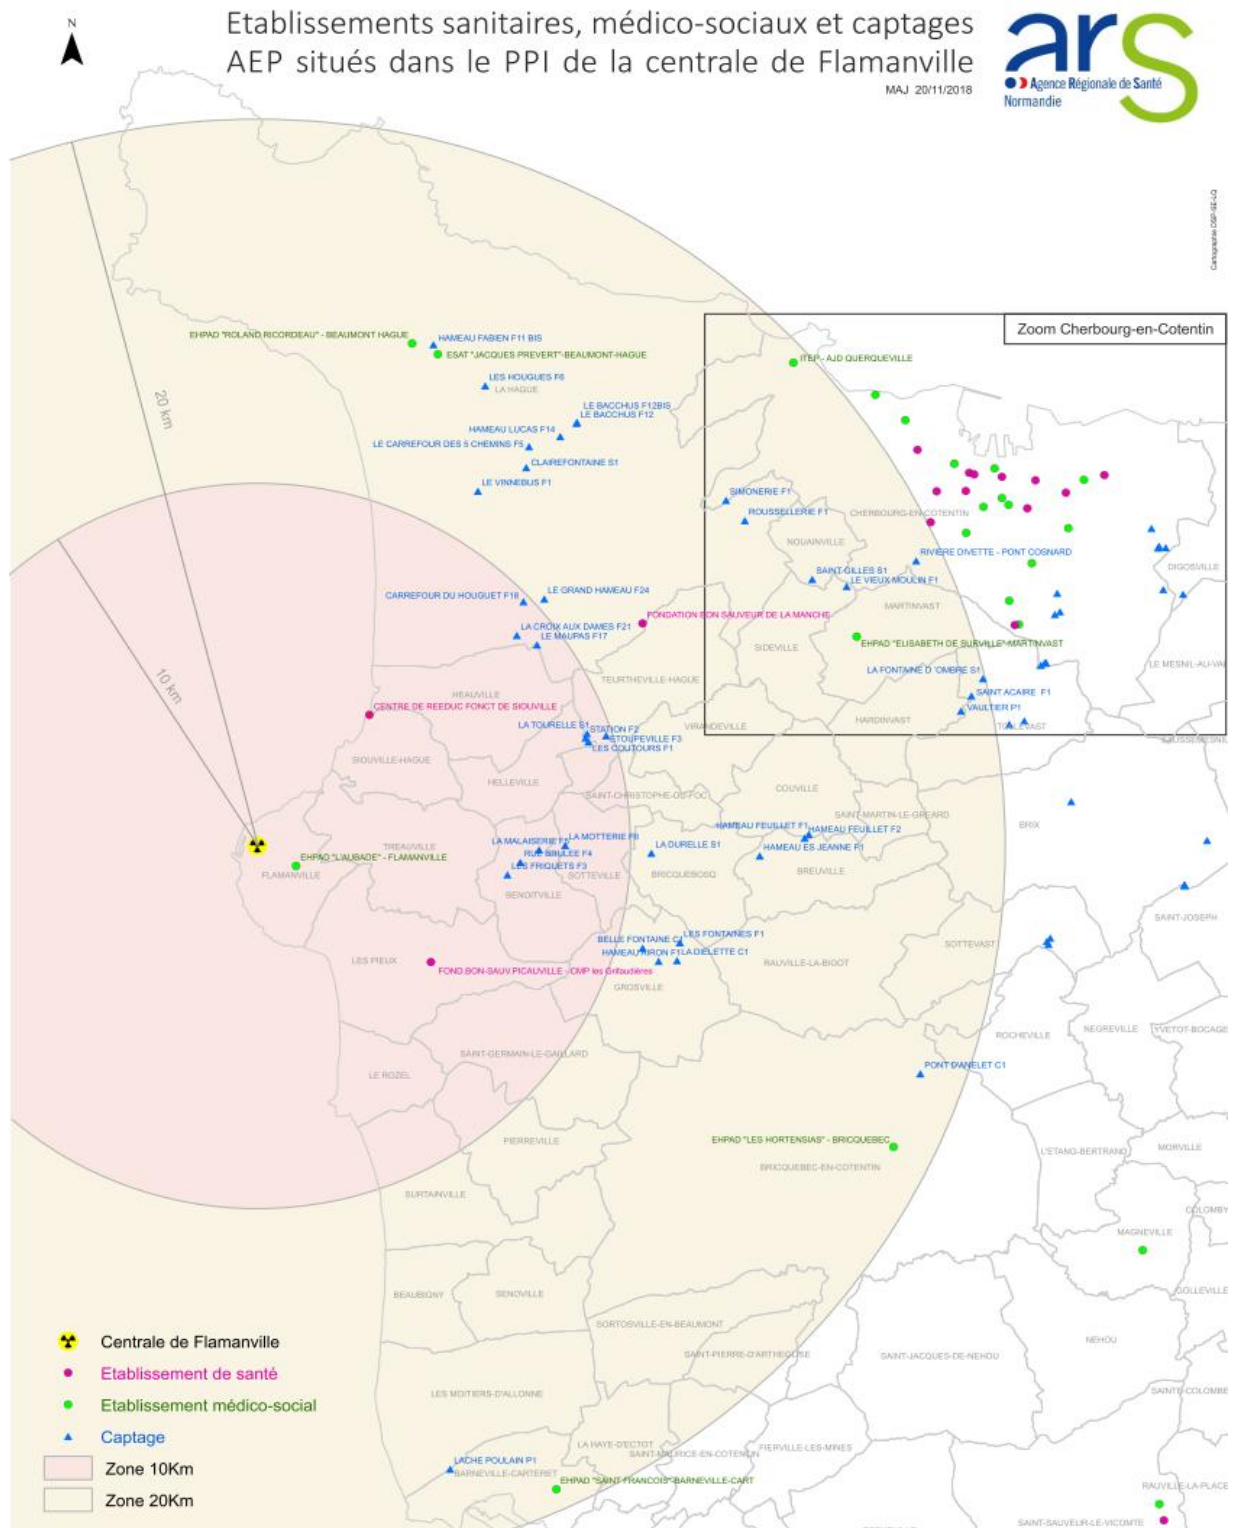 N
Etablissements sanitaires, médico-sociaux et captages
AEP situés dans le PPI de la centrale de Flamanville
MAJ 20/11/2018
ars
Agence Régionale de Santé
Normandie
Zoom Cherbourg-en-Cotentin
20 km
10 km
EHPAD "ROLAND RICORDEAU" - BEAUMONT HAGUE
HAMEAU FABIEN F11 BIS
ESAT "JACQUES PREVERT"-BEAUMONT-HAGUE
ITEP - AJD QUERQUEVILLE
LES HOUGUES F6
LA HAGUE
LE BACCHUS F12BIS
LE BACCHUS F12
HAMEAU LUCAS F14
LE CARREFOUR DES 5 CHEMINS F5
CLAIREFONTAINE S1
LE VINNEBUS F1
SIMONERIE F1
ROUSSELLERIE F1
CHERBOURG-EN-COTENTIN
NOUAINVILLE
RIVIERE DIVETTE - PONT COSNARD
DIGOSVILLE
SAINT-GILLES S1
LE VIEUX MOULIN F1
LE GRAND HAMEAU F24
CARREFOUR DU HOUGUET F18
MARTINVAST
FONDATION BON SAUVEUR DE LA MANCHE
LA CROIX AUX DAMES F21
LE MAUPAS F17
EHPAD "ELISABETH DE SURVILLE"-MARTINVAST
SIDEVILLE
LE MESNIL-AU-VAL
LA FONTAINE D 'OMBRE S1
TEURTHEVILLE-HAGUE
HEAUVILLE
SAINT ACAIRE F1
CENTRE DE REEDUC FONCT DE SIOUVILLE
VAULTIER P1
HARDINVAST
LA TOURELLE S1
STATION F2
VIRANDEVILLE
TOLLEVAST
STOUPEVILLE F3
LES COUTOURS F1
SIOUVILLE-HAGUE
HELLEVILLE
COUVILLE
SAINT-CHRISTOPHE-DU-FOC
SAINT-MARTIN-LE-GREARD
BRIX
HAMEAU FEUILLET F1
HAMEAU FEUILLET F2
LA MOTTERIE F6
LA MALAISERIE F5
TREAUVILLE
LA DURELLE S1
HAMEAU ES JEANNE F1
RUE BRULEE F4
EHPAD "L'AUBADE" - FLAMANVILLE
LES FRIQUETS F3
FLAMANVILLE
SOTTEVILLE
BRICQUEBOSQ
BREUVILLE
BENOITVILLE
SAINT-JOSEPH
LES FONTAINES F1
BELLE FONTAINE C1
SOTTEVAST
HAMEAU VIRON F1
LA DIELETTE C1
LES PIEUX
RAUVILLE-LA-BIGOT
FOND.BON-SAUV.PICAUVILLE - CMP les Grifaudières
GROSVILLE
NEGREVILLE
YVETOT-BOCAGE
ROCHEVILLE
SAINT-GERMAIN-LE-GAILLARD
PONT D'ANELET C1
LE ROZEL
EHPAD "LES HORTENSIAS" - BRICQUEBEC
PIERREVILLE
MORVILLE
L'ETANG-BERTRAND
BRICQUEBEC-EN-COTENTIN
SURTAINVILLE
COLOMBY
MAGNEVILLE
GOLLEVILLE
BEAUBIGNY
SENOVILLE
SORTOSVILLE-EN-BEAUMONT
NEHOU
SAINT-PIERRE-D'ARTHEGLISE
SAINT-JACQUES-DE-NEHOU
SAINTE-COLOMBE
LES MOITIERS-D'ALLONNE
LA HAYE-D'ECTOT
FIERVILLE-LES-MINES
SAINT-MAURICE-EN-COTENTIN
LACHE POULAIN P1
BARNEVILLE-CARTERET
EHPAD "SAINT-FRANCOIS"-BARNEVILLE-CART
RAUVILLE-LA-PLACE
SAINT-SAUVEUR-LE-VICOMTE
Centrale de Flamanville
Etablissement de santé
Etablissement médico-social
Captage
Zone 10Km
Zone 20Km